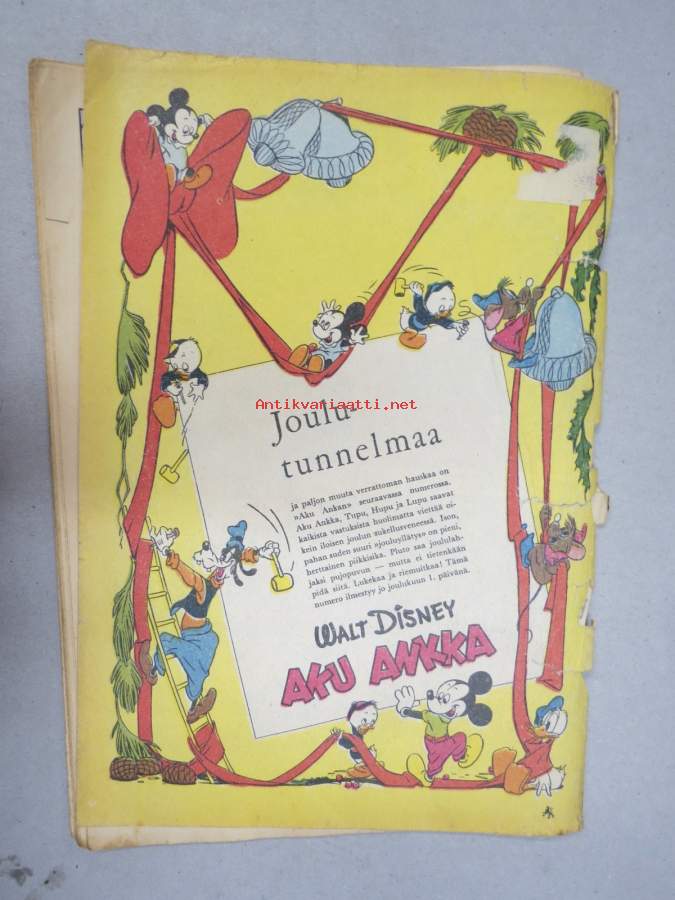 Antikvariaatti.net
Joulu-
tunnelmaa
ja paljon muuta verrattoman hauskaa on
»Aku Ankan» seuraavassa numerossa.
Aku Ankka, Tupu, Hupu ja Lupu saavat
kaikista vastuksista huolimatta viettää oi-
kein iloisen joulun sukellusveneessä. Ison,
pahan suden suuri »jouluyllätys» on pieni,
herttainen piikkisika. Pluto saa joululah-
jaksi pujopuvun — mutta ei tietenkään
pidä siitä. Lukekaa ja riemuitkaa! Tämä
numero ilmestyy jo joulukuun 1. päivänä.
WALT DISNEY
AKU ANKKA